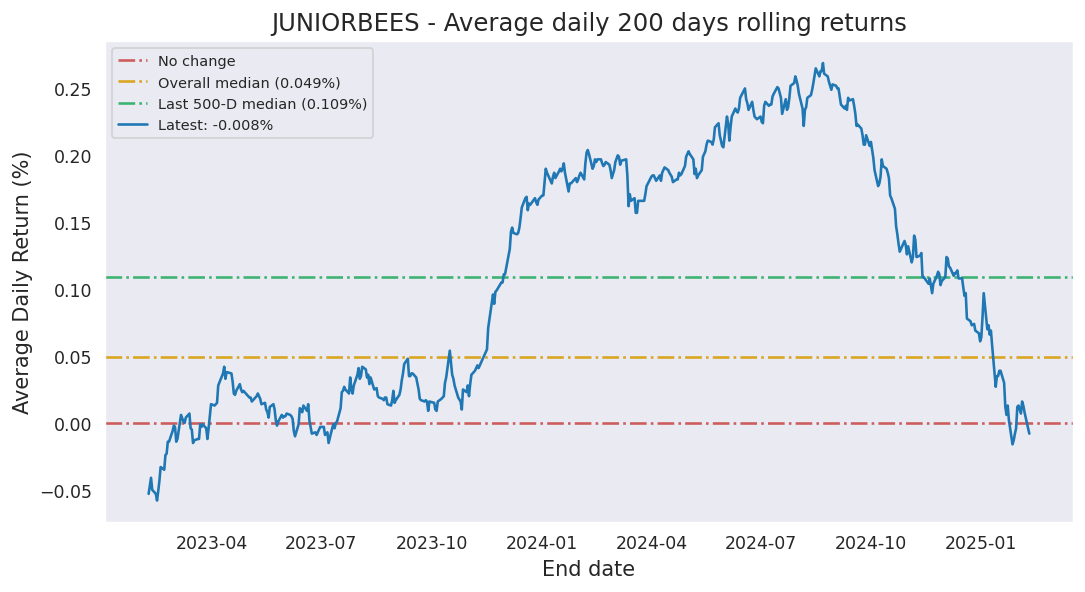 JUNIORBEES - Average daily 200 days rolling returns
No change
Overall median (0.049%)
Last 500-D median (0.109%)
Latest: -0.008%
Average Daily Return (%)
0.25
0.20
0.15
0.10
0.05
0.00
−0.05
2023-04 2023-07 2023-10 2024-01 2024-04 2024-07 2024-10 2025-01
End date